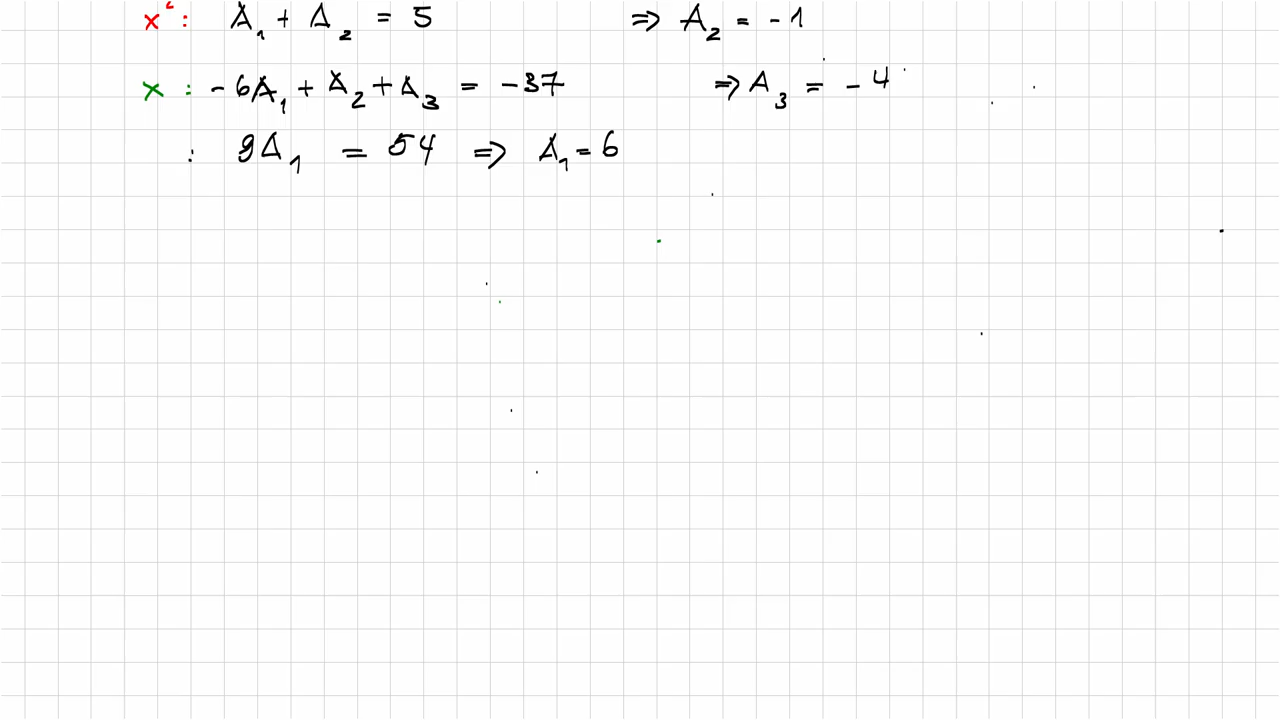 x²: A₁ + A₂ = 5 ⇒ A₂ = -1
x : -6A₁ + A₂ + A₃ = -37 ⇒ A₃ = -4
: 9A₁ = 54 ⇒ A₁ = 6